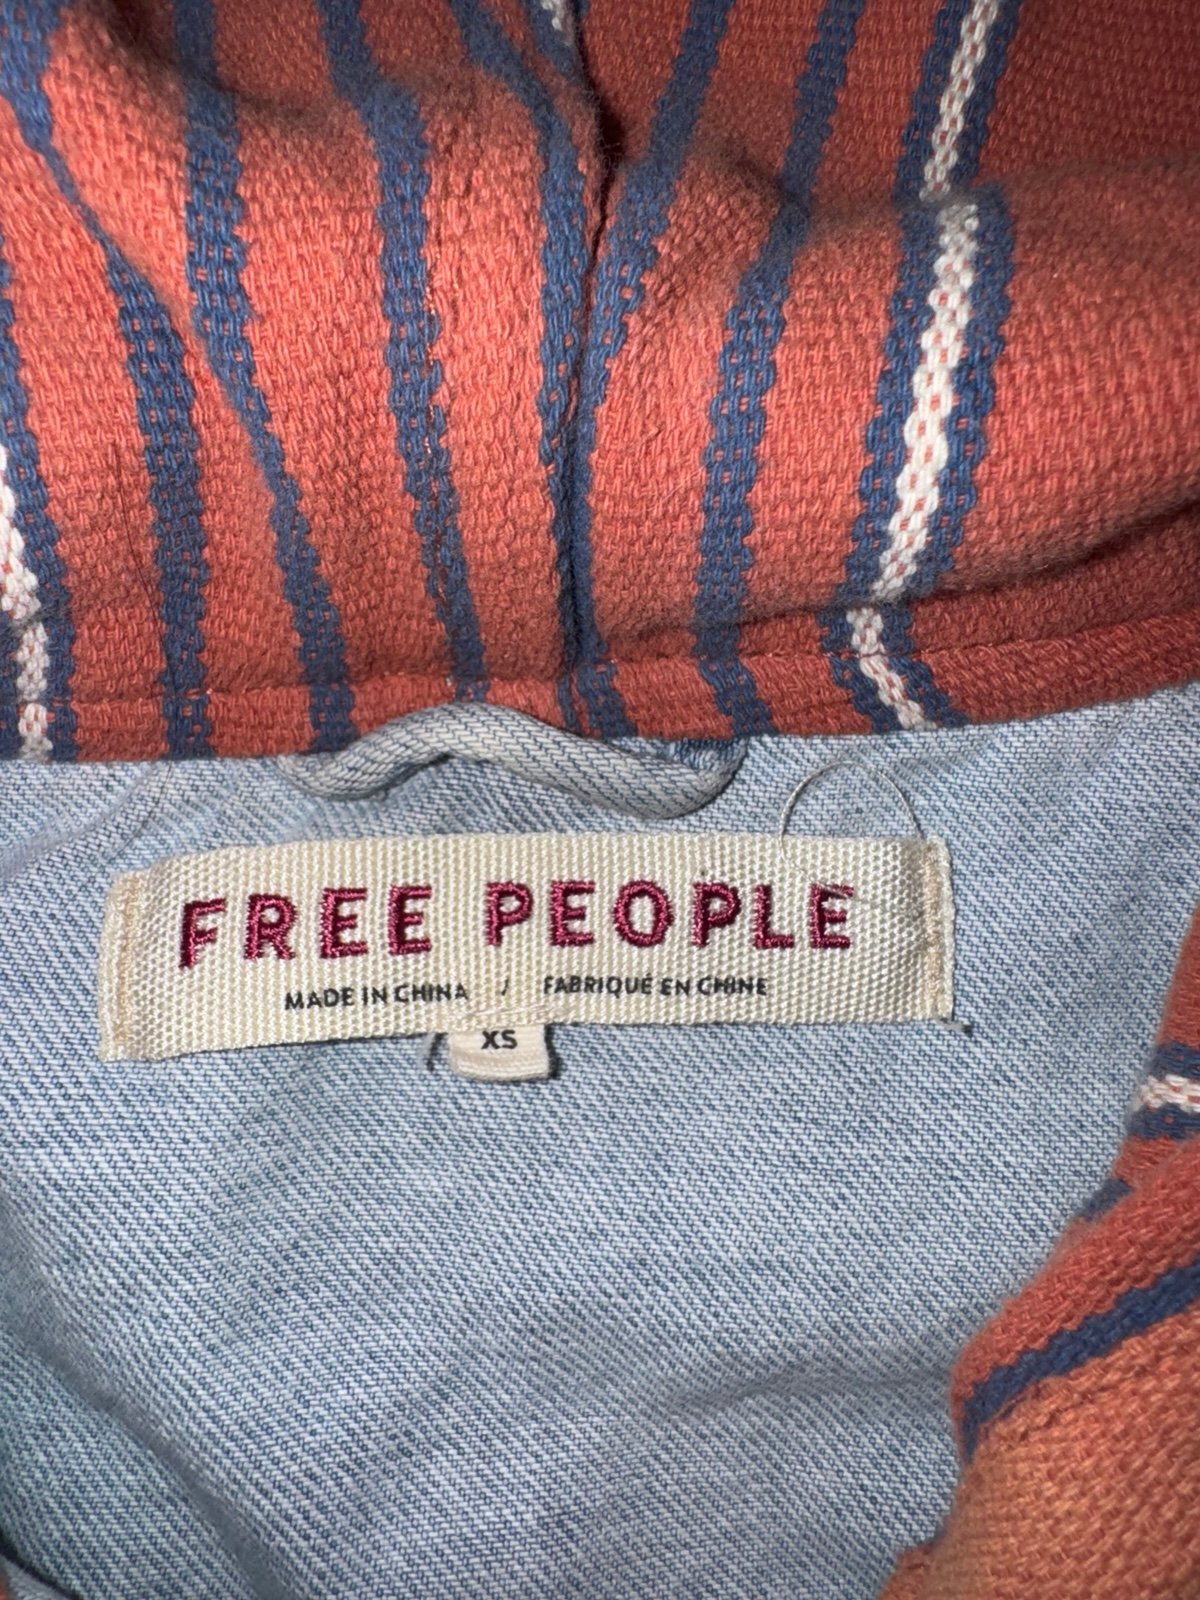 FREE PEOPLE
MADE IN CHINA / FABRIQUÉ EN CHINE
XS